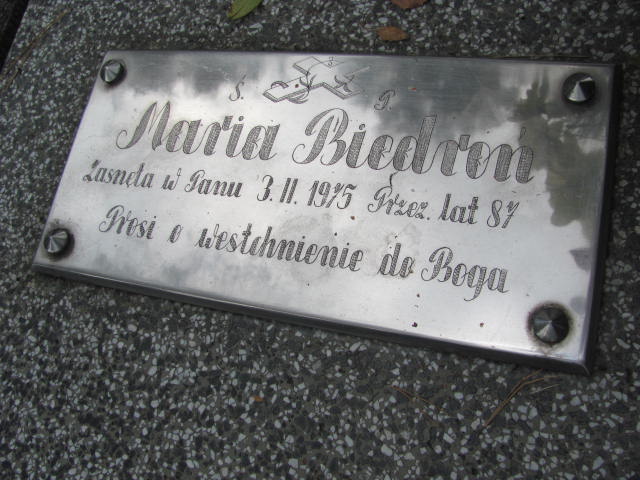 Ś. P.
Maria Biedroń
Zasnęła w Panu 3. II. 1975 Przeż. lat 87
Prosi o westchnienie do Boga